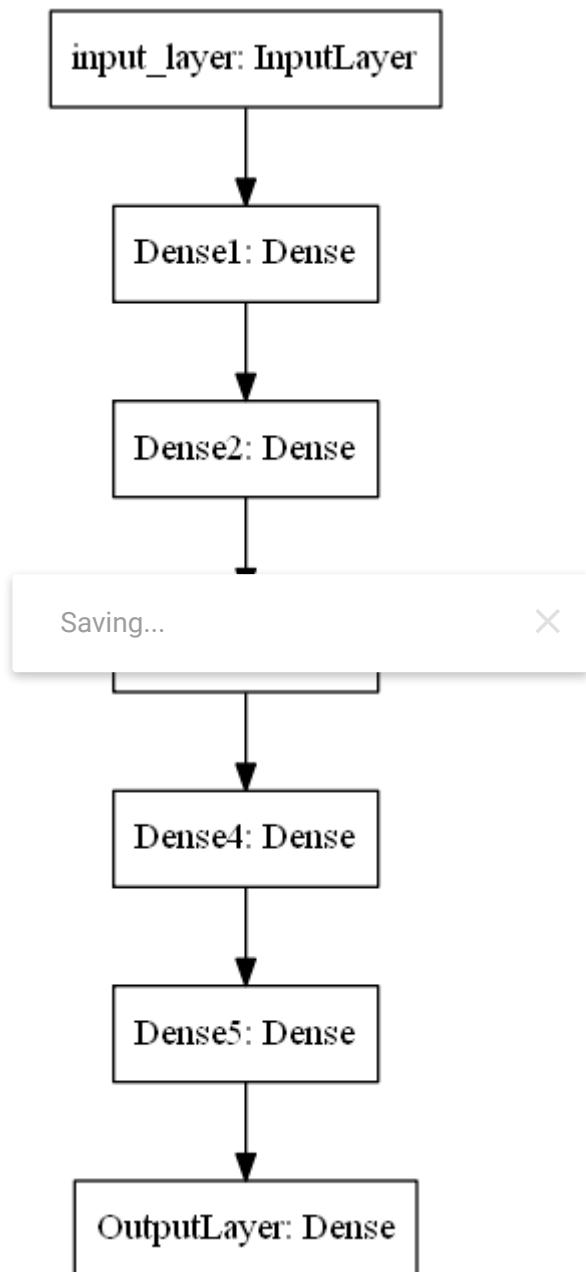 input_layer: InputLayer
Dense1: Dense
Dense2: Dense
Saving...
Dense4: Dense
Dense5: Dense
OutputLayer: Dense